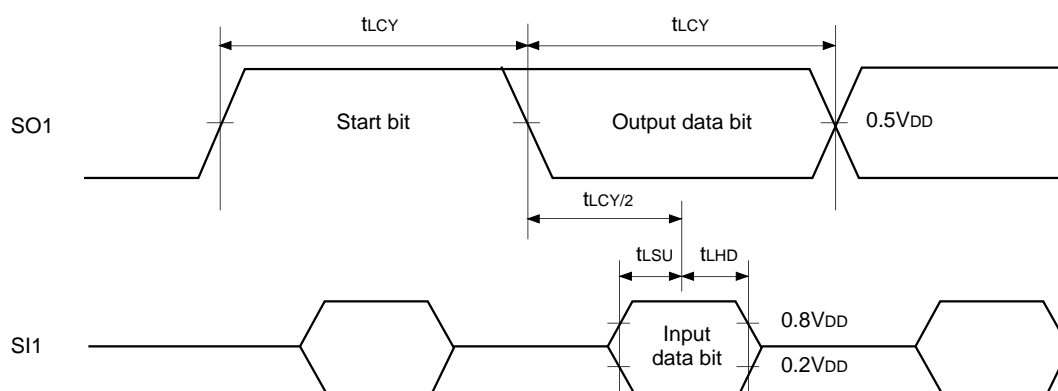 tLCY
tLCY
SO1
Start bit
Output data bit
0.5VDD
tLCY/2
tLSU
tLHD
0.8VDD
SI1
Input
data bit
0.2VDD